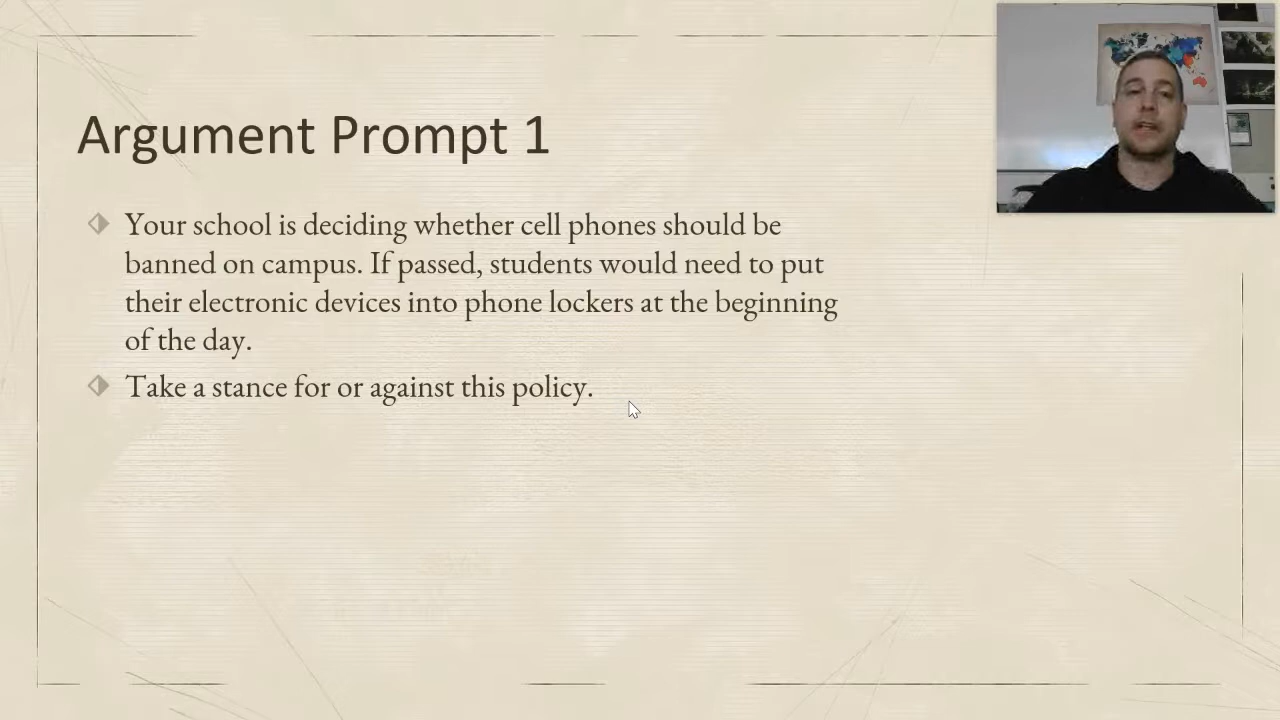 Argument Prompt 1
Your school is deciding whether cell phones should be
banned on campus. If passed, students would need to put
their electronic devices into phone lockers at the beginning
of the day.
Take a stance for or against this policy.